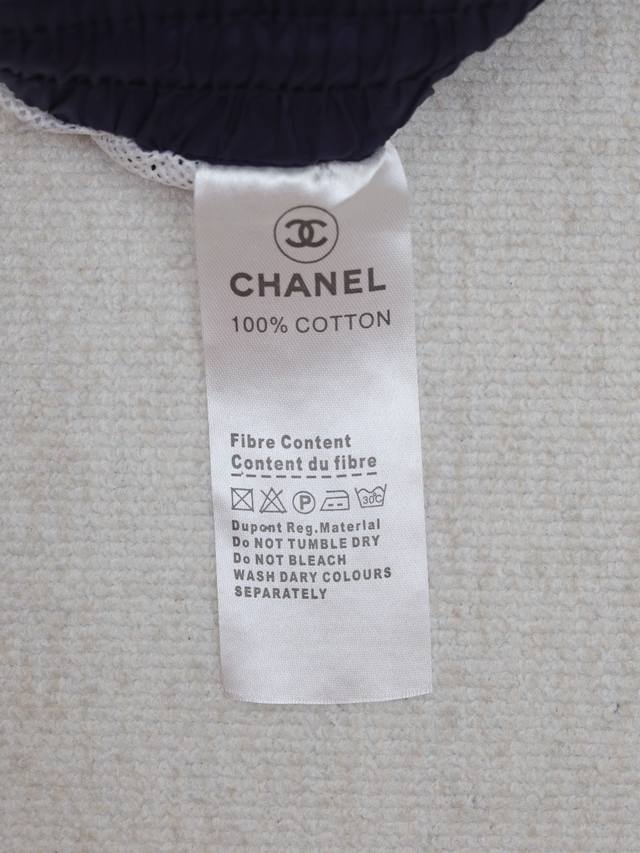 CHANEL
100% COTTON
Fibre Content
Content du fibre
P
30C
Dupont Reg.Material
Do NOT TUMBLE DRY
Do NOT BLEACH
WASH DARY COLOURS
SEPARATELY